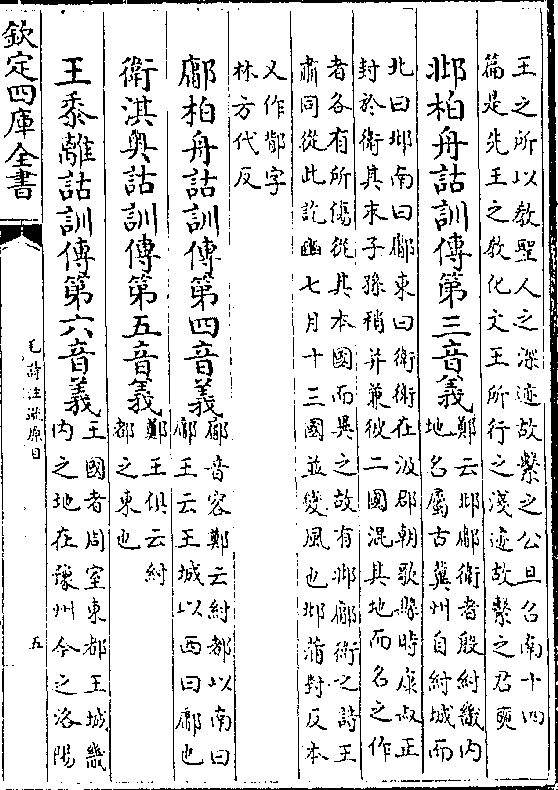 王之所以教聖人之深迹故繫之公旦召南十四
篇是先王之教化文王所行之淺迹故繫之君奭
邶柏舟詁訓傳第三音義
鄭云邶鄘衛者殷紂畿内
地名屬古冀州自紂城而
北曰邶南曰鄘東曰衛衛在汲郡朝歌縣時康叔正
封於衛其末子孫稍并兼彼二國混其地而名之作
者各有所傷從其本國而異之故有邶鄘衛之詩王
肅同從此訖豳七月十三國並變風也邶蒲對反本
又作鄁字
林方代反
鄘柏舟詁訓傳第四音義
鄘音容鄭云紂都以南曰
鄘王云王城以西曰鄘也
衛淇奥詁訓傳第五音義
鄭王俱云紂
都之東也
王黍離詁訓傳第六音義
王國者周室東都王城畿
内之地在豫州今之洛陽
欽定四庫全書
毛詩注疏原目
五